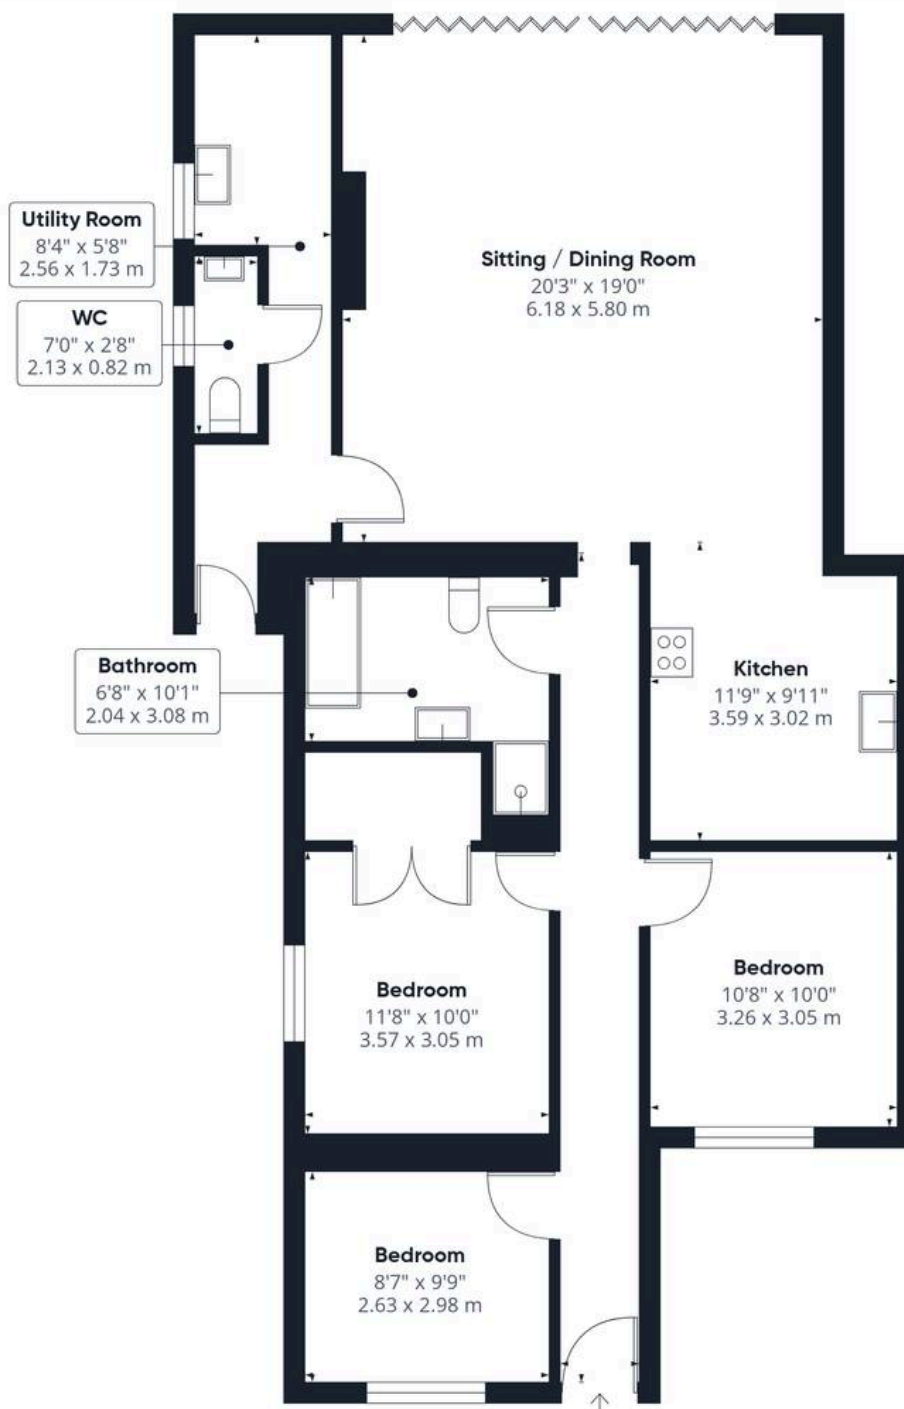 Utility Room
8'4" x 5'8"
2.56 x 1.73 m
WC
7'0" x 2'8"
2.13 x 0.82 m
Sitting / Dining Room
20'3" x 19'0"
6.18 x 5.80 m
Bathroom
6'8" x 10'1"
2.04 x 3.08 m
Kitchen
11'9" x 9'11"
3.59 x 3.02 m
Bedroom
11'8" x 10'0"
3.57 x 3.05 m
Bedroom
10'8" x 10'0"
3.26 x 3.05 m
Bedroom
8'7" x 9'9"
2.63 x 2.98 m